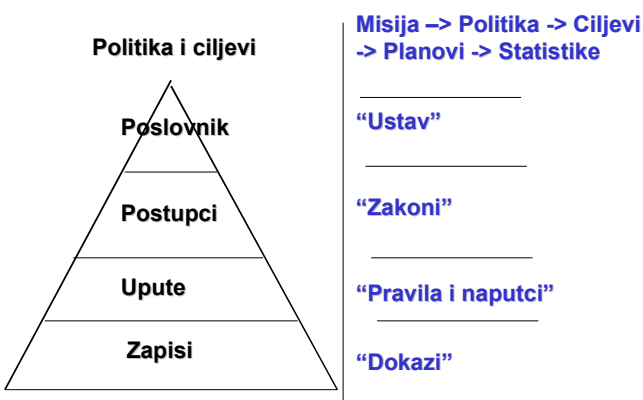 Politika i ciljevi
Misija –> Politika -> Ciljevi
-> Planovi -> Statistike
Poslovnik
“Ustav”
Postupci
“Zakoni”
Upute
“Pravila i naputci”
Zapisi
“Dokazi”